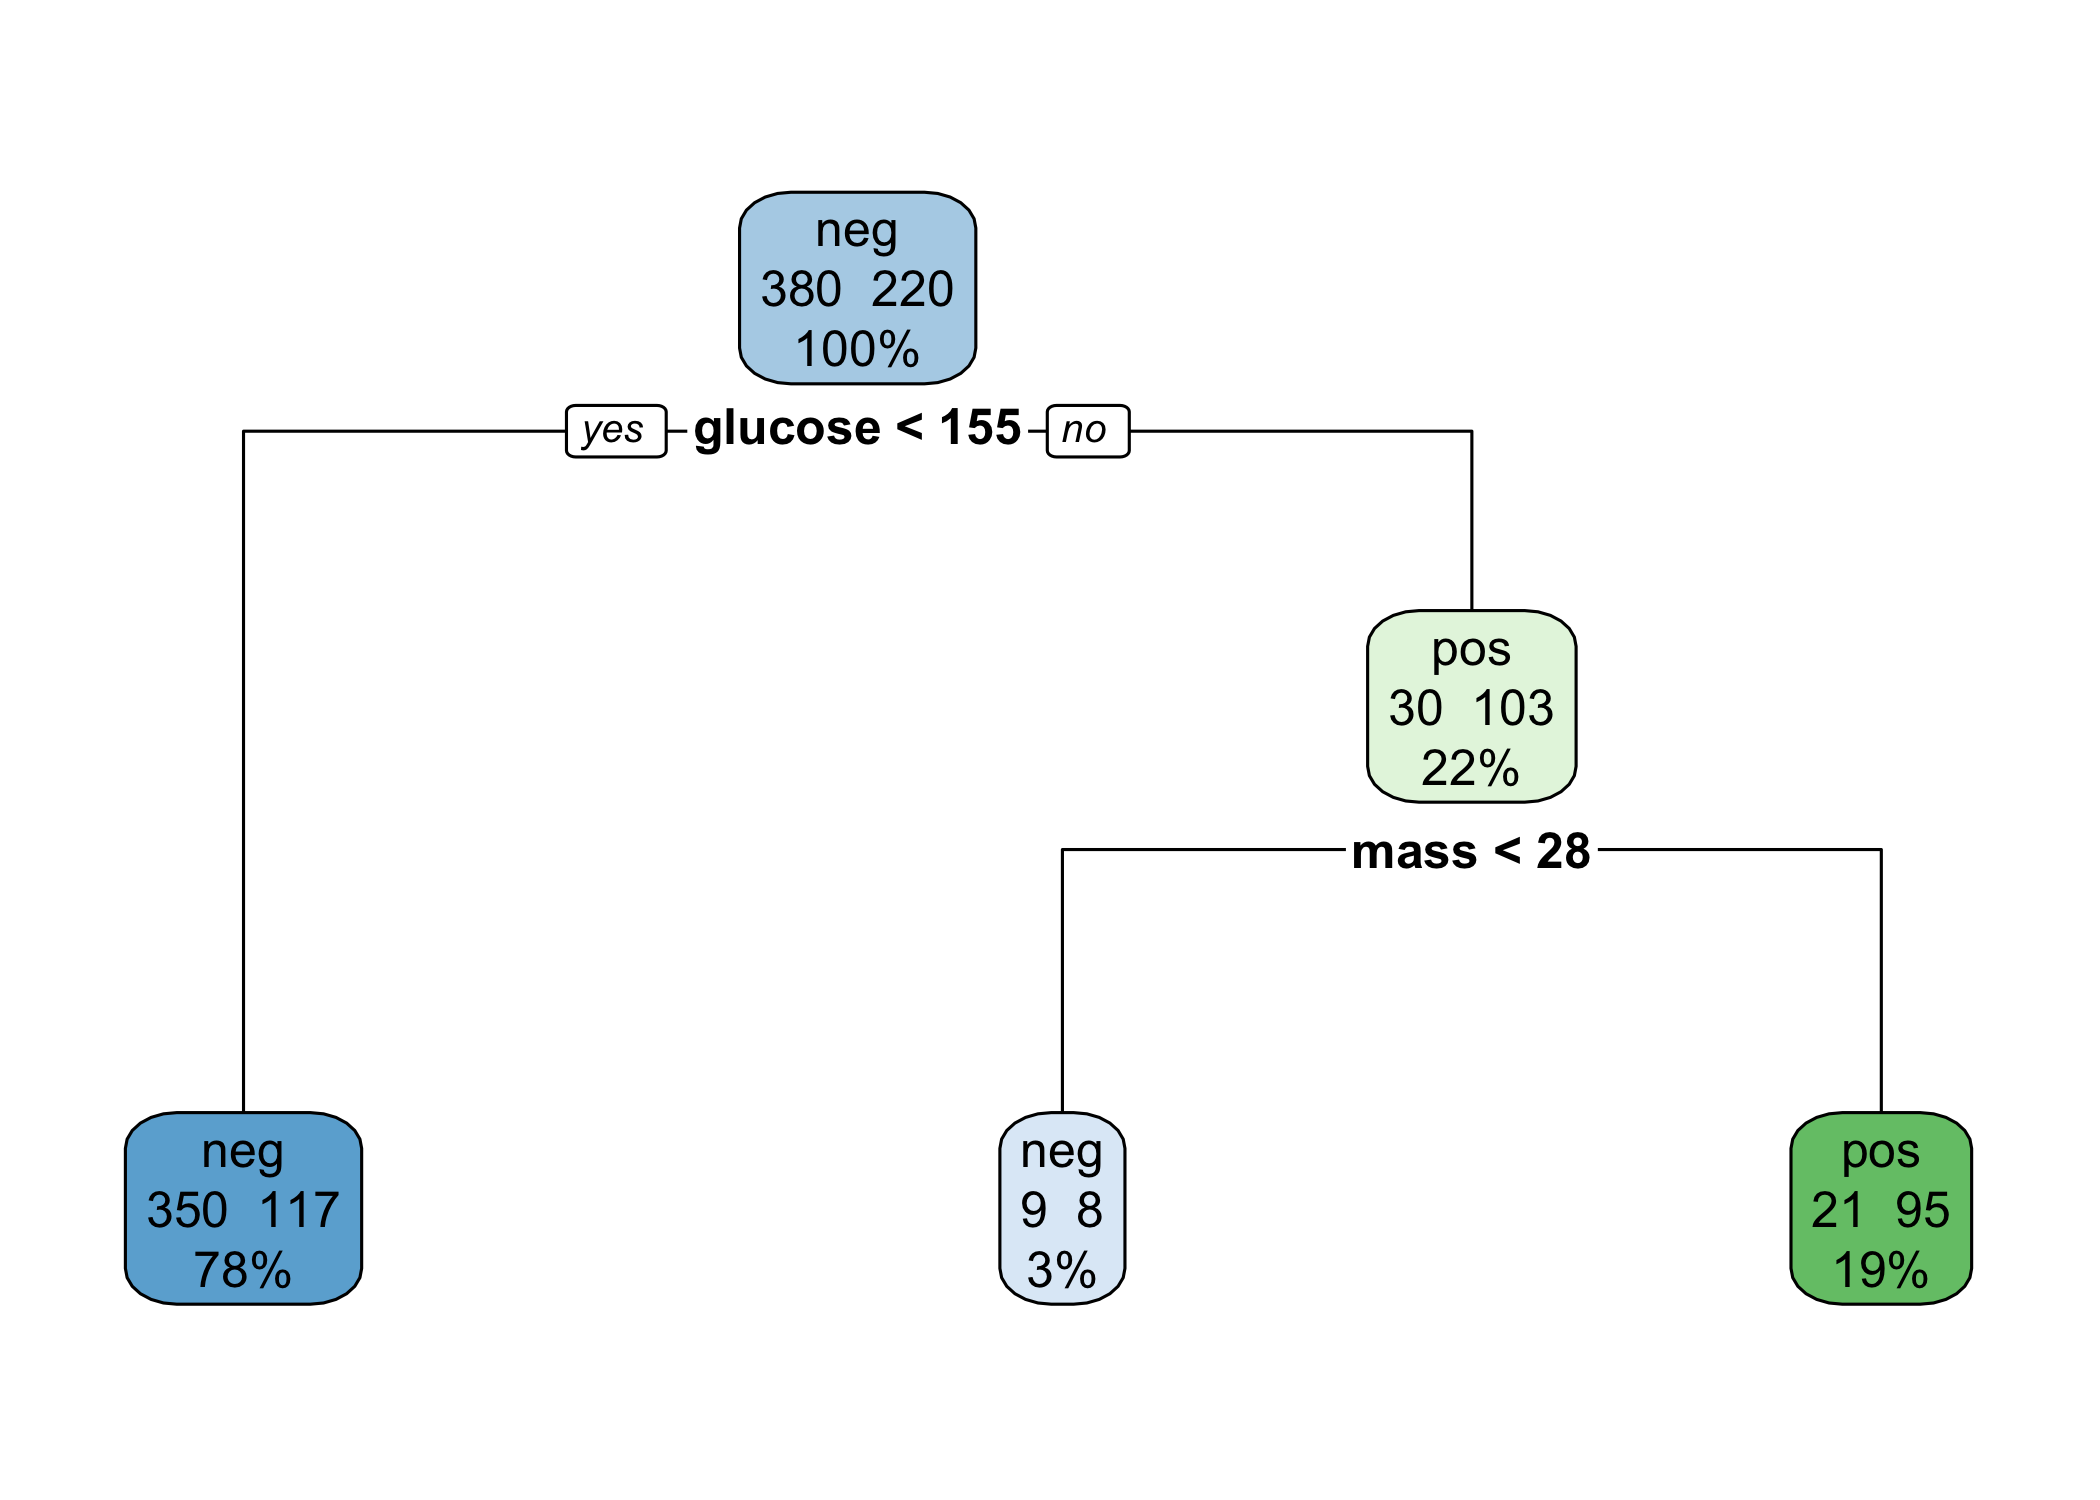 neg
380 220
100%
yes glucose < 155 no
pos
30 103
22%
mass < 28
neg
350 117
78%
neg
9 8
3%
pos
21 95
19%